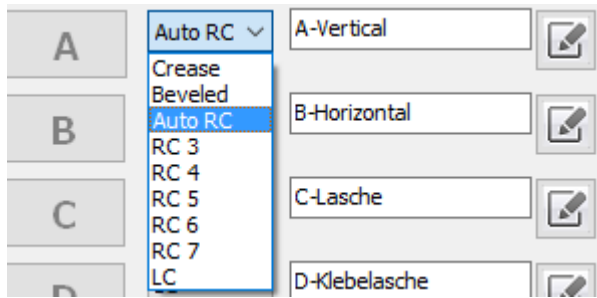 A
Auto RC
A-Vertical
Crease
Beveled
Auto RC
RC 3
RC 4
RC 5
RC 6
RC 7
LC
B
B-Horizontal
C
C-Lasche
D
D-Klebelasche